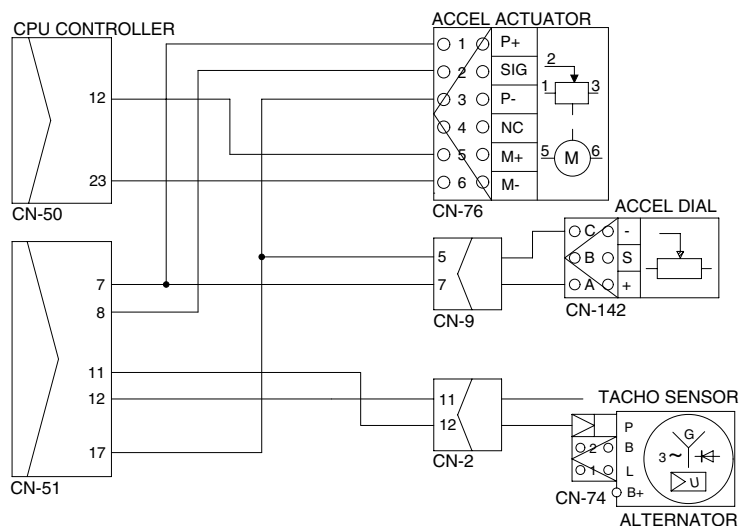 CPU CONTROLLER
12
23
CN-50
7
8
11
12
17
CN-51
ACCEL ACTUATOR
1 P+
2 SIG
3 P-
4 NC
5 M+
6 M-
2
1 3
5 M 6
CN-76
ACCEL DIAL
C -
B S
A +
CN-142
5
7
CN-9
11
12
CN-2
TACHO SENSOR
P
2 B
1 L
CN-74 B+
G
3 ~
U
ALTERNATOR